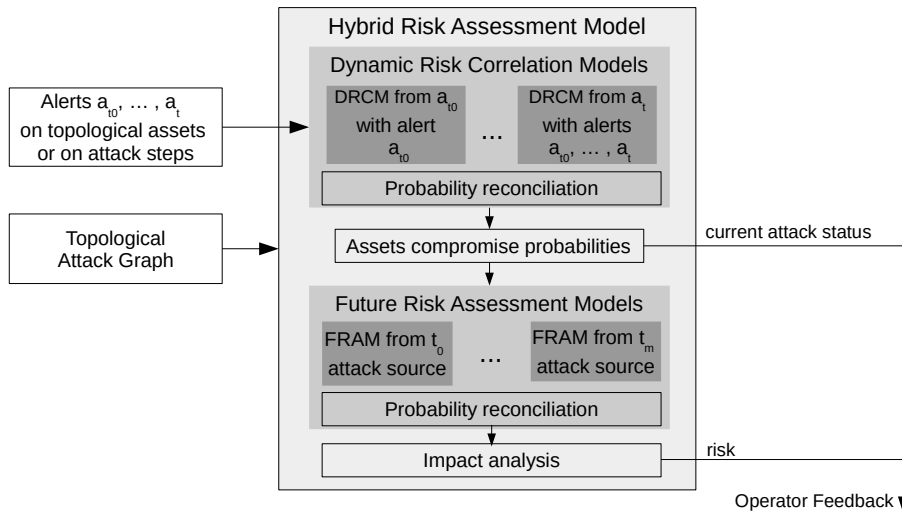 Hybrid Risk Assessment Model
Dynamic Risk Correlation Models
Alerts a_t0, … , a_t
on topological assets
or on attack steps
DRCM from a_t0
with alert
a_t0
…
DRCM from a_t
with alerts
a_t0, … , a_t
Probability reconciliation
Topological
Attack Graph
Assets compromise probabilities
current attack status
Future Risk Assessment Models
FRAM from t_0
attack source
…
FRAM from t_m
attack source
Probability reconciliation
Impact analysis
risk
Operator Feedback